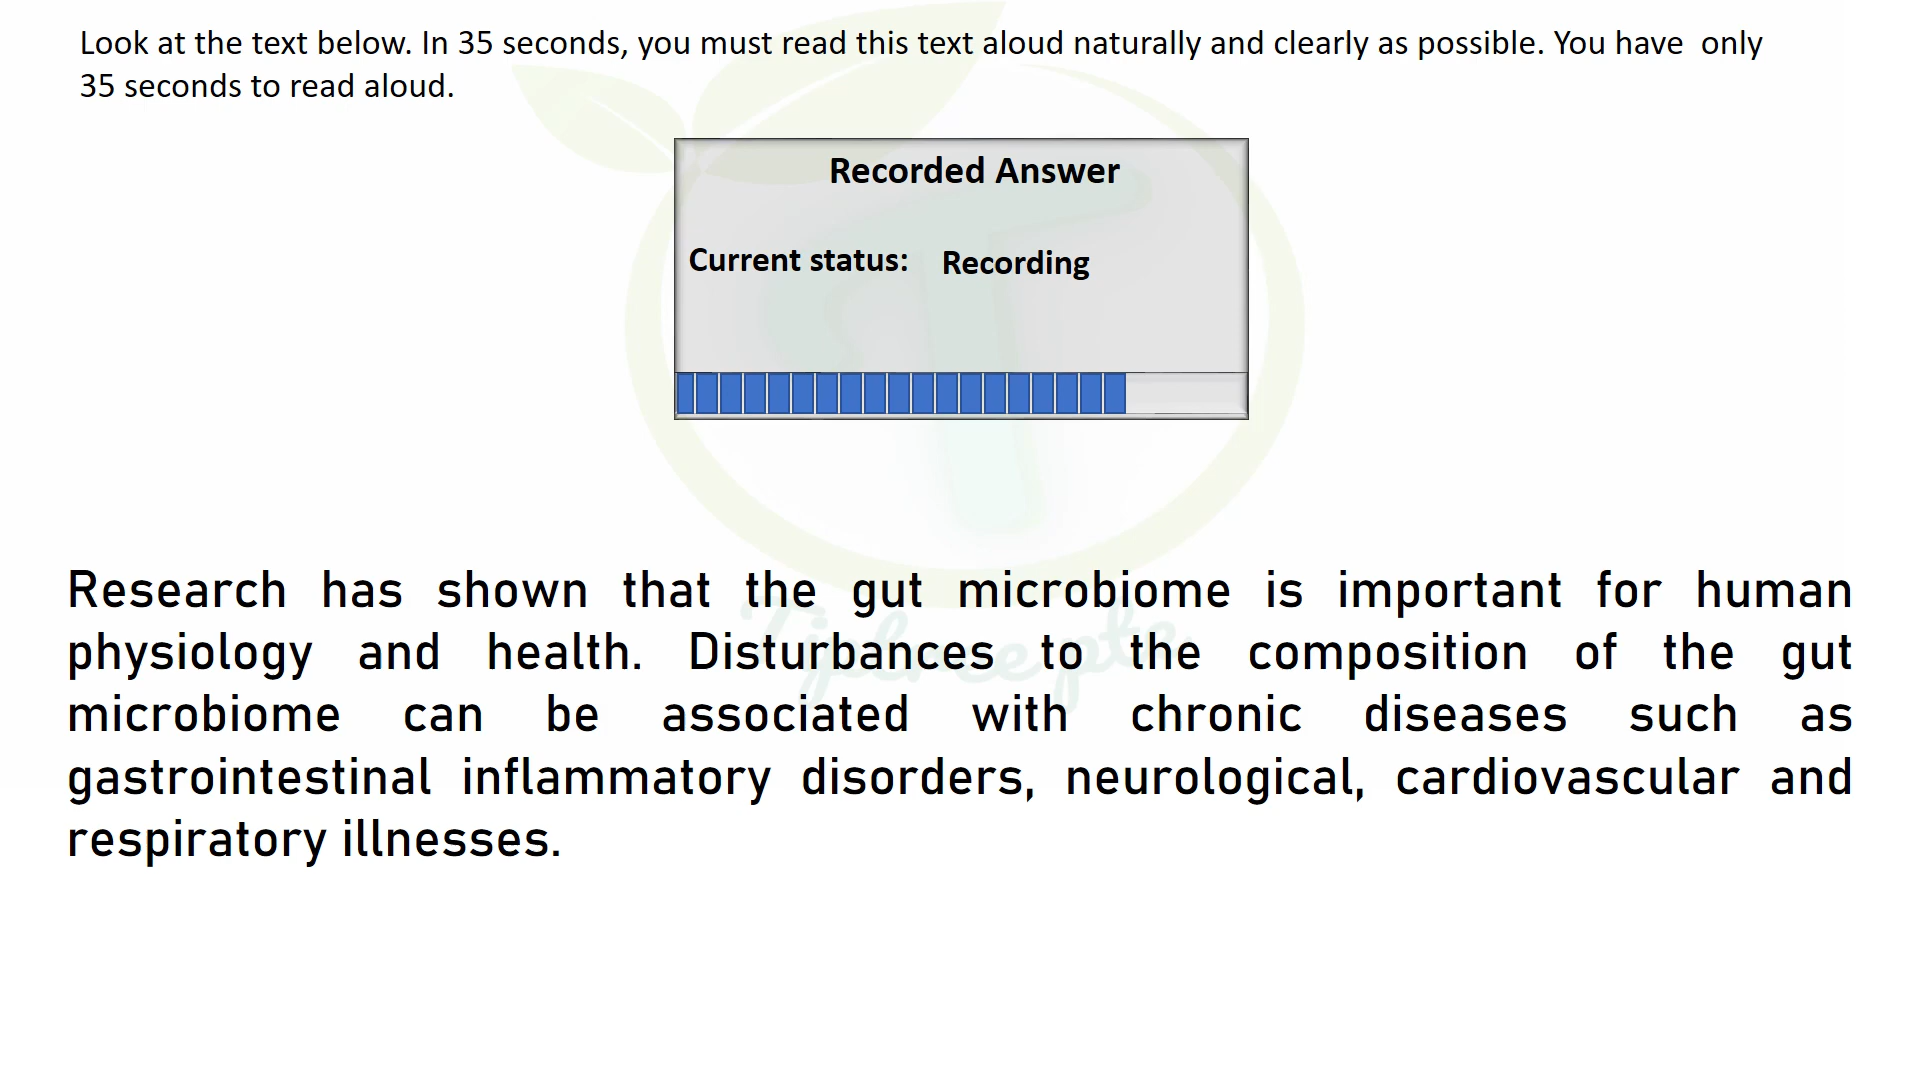 Look at the text below. In 35 seconds, you must read this text aloud naturally and clearly as possible. You have only
35 seconds to read aloud.
Recorded Answer
Current status: Recording
Research has shown that the gut microbiome is important for human
physiology and health. Disturbances to the composition of the gut
microbiome can be associated with chronic diseases such as
gastrointestinal inflammatory disorders, neurological, cardiovascular and
respiratory illnesses.